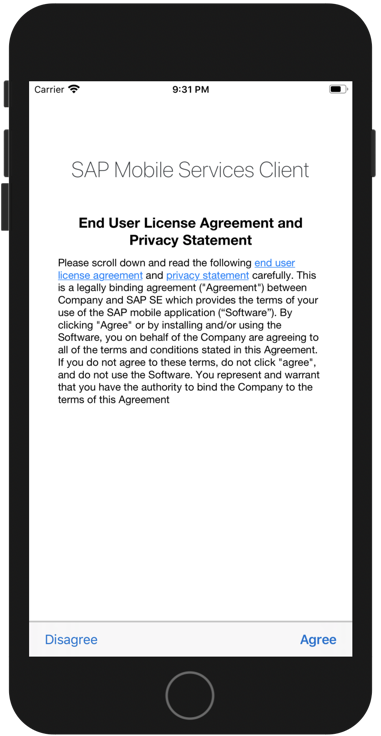 Carrier 9:31 PM
SAP Mobile Services Client
End User License Agreement and
Privacy Statement
Please scroll down and read the following end user
license agreement and privacy statement carefully. This
is a legally binding agreement ("Agreement") between
Company and SAP SE which provides the terms of your
use of the SAP mobile application (“Software”). By
clicking "Agree" or by installing and/or using the
Software, you on behalf of the Company are agreeing to
all of the terms and conditions stated in this Agreement.
If you do not agree to these terms, do not click "agree",
and do not use the Software. You represent and warrant
that you have the authority to bind the Company to the
terms of this Agreement
Disagree Agree